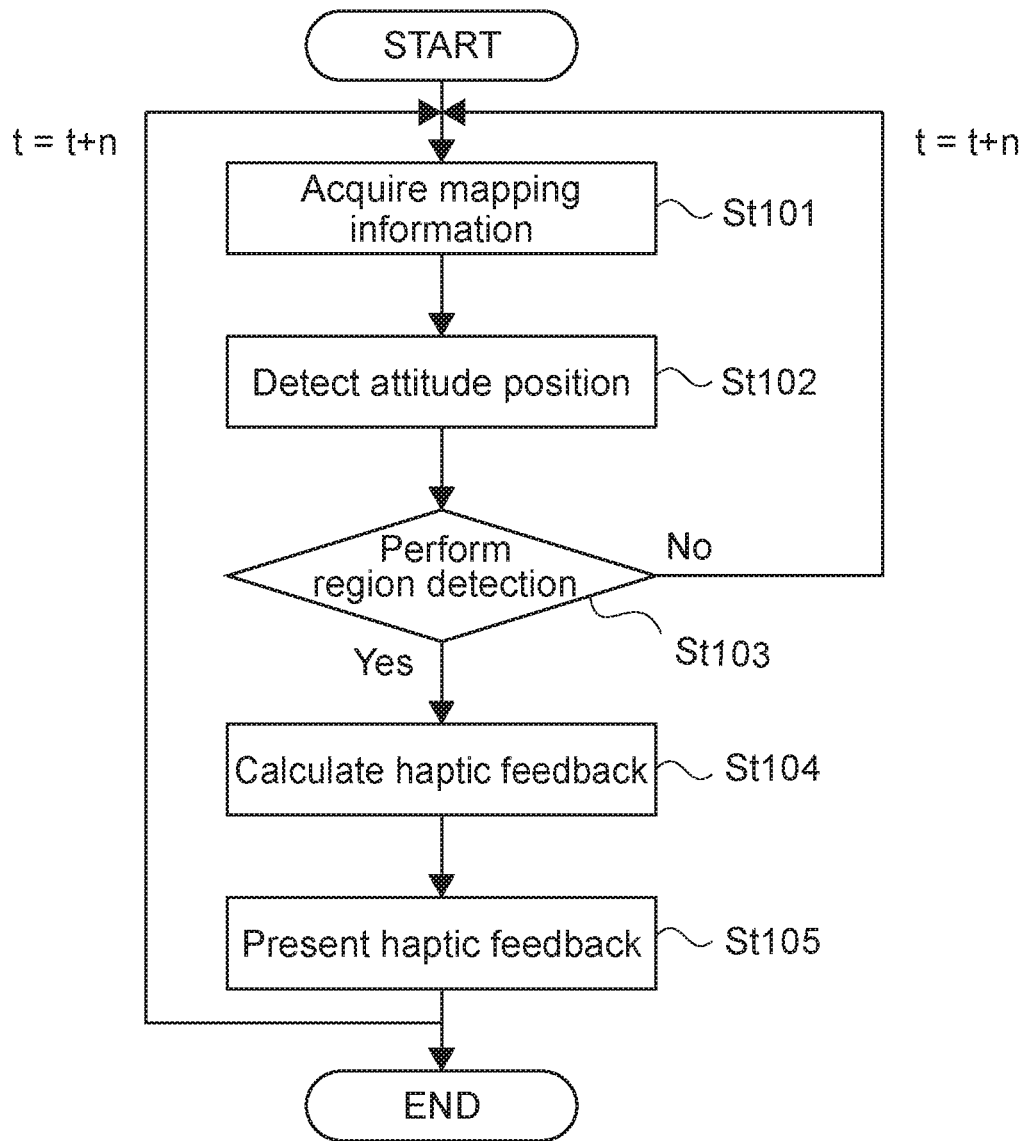 START
t = t+n
t = t+n
Acquire mapping
information
St101
Detect attitude position
St102
Perform
region detection
No
St103
Yes
Calculate haptic feedback
St104
Present haptic feedback
St105
END